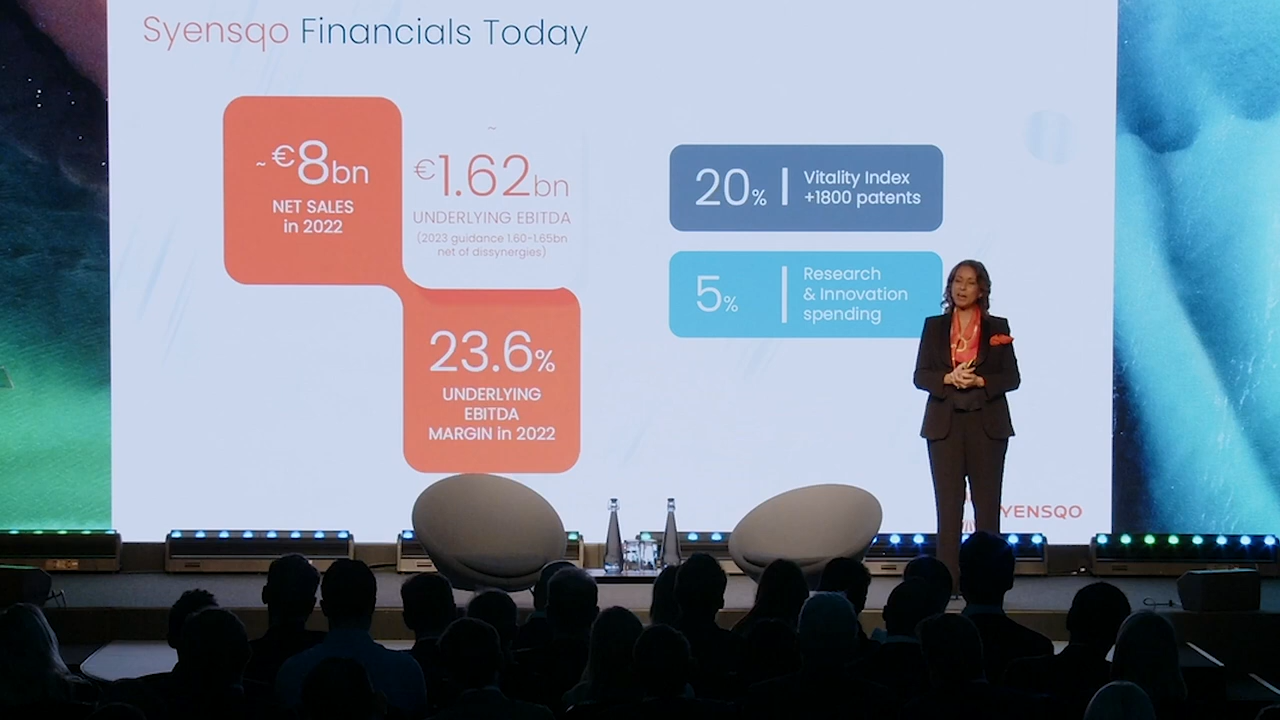 Syensqo Financials Today
~€8bn
NET SALES
in 2022
~
€1.62bn
UNDERLYING EBITDA
(2023 guidance 1.60-1.65bn
net of dissynergies)
23.6%
UNDERLYING
EBITDA
MARGIN in 2022
20%
Vitality Index
+1800 patents
5%
Research
& Innovation
spending
YENSQO